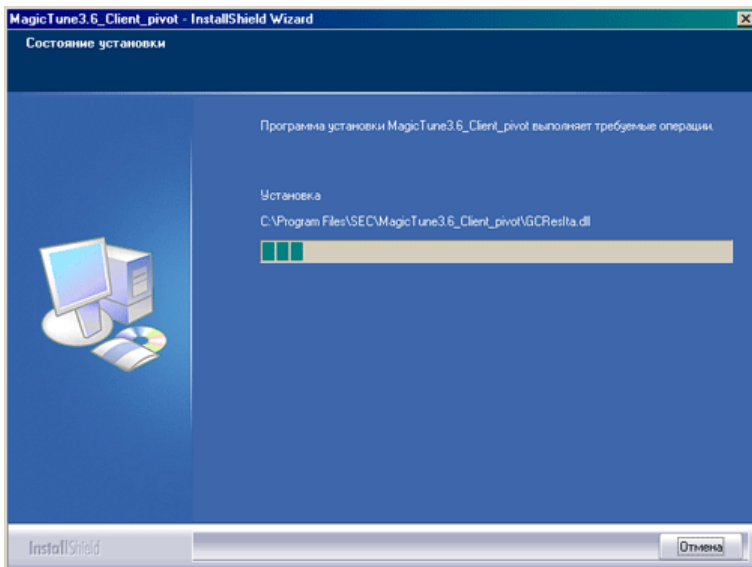 MagicTune3.6_Client_pivot - InstallShield Wizard
Состояние установки
Программа установки MagicTune3.6_Client_pivot выполняет требуемые операции.
Установка
C:\Program Files\SEC\MagicTune3.6_Client_pivot\GCResIta.dll
InstallShield
Отмена